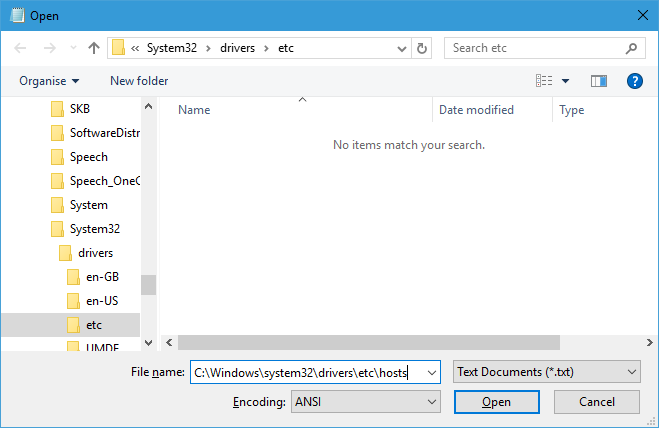 Open
« System32 › drivers › etc
Search etc
Organise
New folder
?
Name
Date modified
Type
No items match your search.
SKB
SoftwareDistr
Speech
Speech_OneC
System
System32
drivers
en-GB
en-US
etc
UMDF
File name: C:\Windows\system32\drivers\etc\hosts
Text Documents (*.txt)
Encoding: ANSI
Open
Cancel